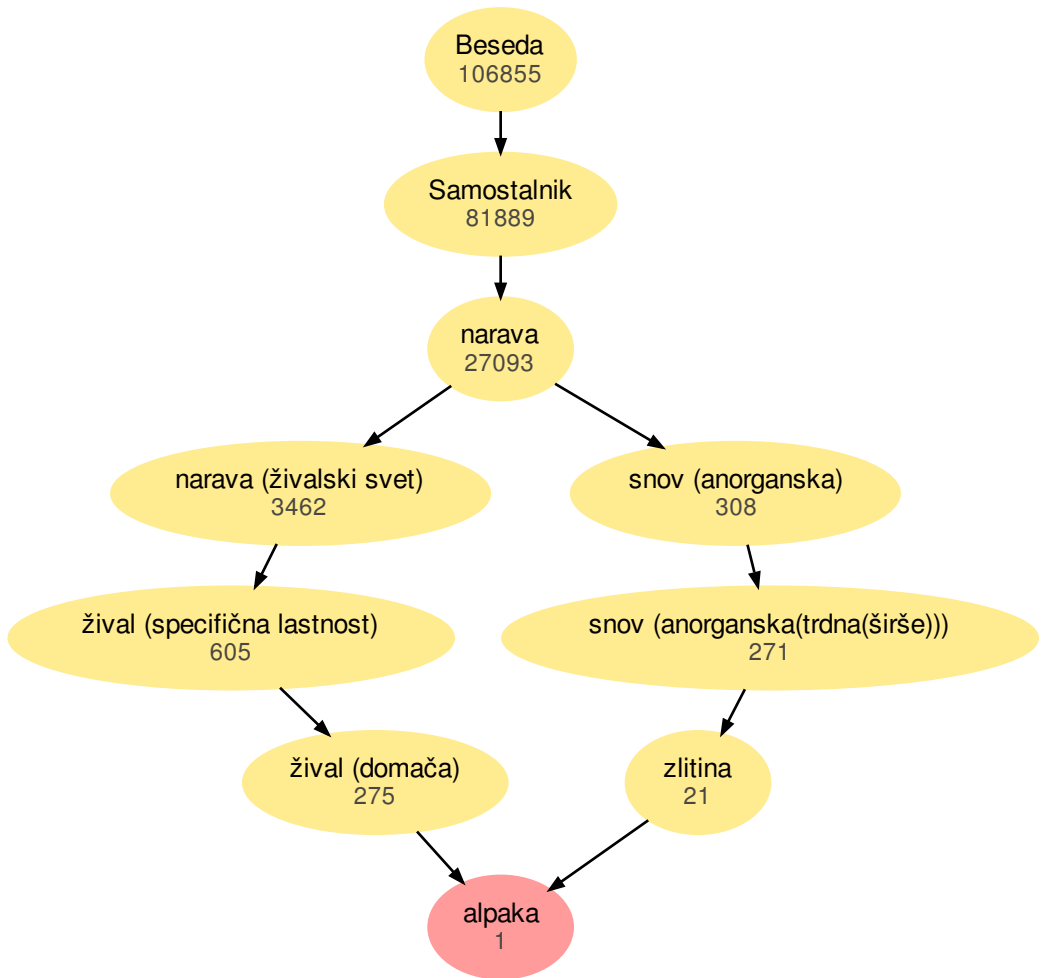 Beseda
106855
Samostalnik
81889
narava
27093
narava (živalski svet)
3462
snov (anorganska)
308
žival (specifična lastnost)
605
snov (anorganska(trdna(širše)))
271
žival (domača)
275
zlitina
21
alpaka
1